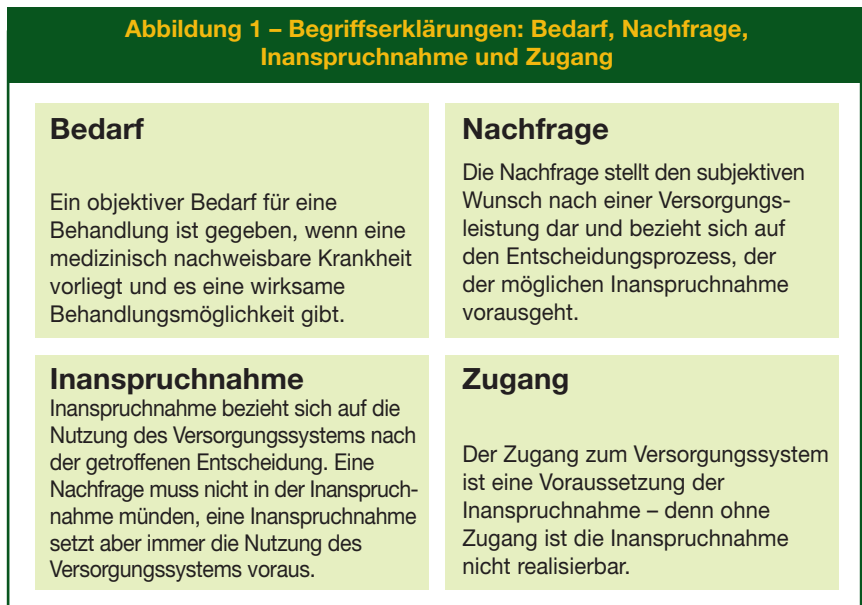 Abbildung 1 – Begriffserklärungen: Bedarf, Nachfrage,
Inanspruchnahme und Zugang
Bedarf
Ein objektiver Bedarf für eine
Behandlung ist gegeben, wenn eine
medizinisch nachweisbare Krankheit
vorliegt und es eine wirksame
Behandlungsmöglichkeit gibt.
Nachfrage
Die Nachfrage stellt den subjektiven
Wunsch nach einer Versorgungs-
leistung dar und bezieht sich auf
den Entscheidungsprozess, der
der möglichen Inanspruchnahme
vorausgeht.
Inanspruchnahme
Inanspruchnahme bezieht sich auf die
Nutzung des Versorgungssystems nach
der getroffenen Entscheidung. Eine
Nachfrage muss nicht in der Inanspruch-
nahme münden, eine Inanspruchnahme
setzt aber immer die Nutzung des
Versorgungssystems voraus.
Zugang
Der Zugang zum Versorgungssystem
ist eine Voraussetzung der
Inanspruchnahme – denn ohne
Zugang ist die Inanspruchnahme
nicht realisierbar.